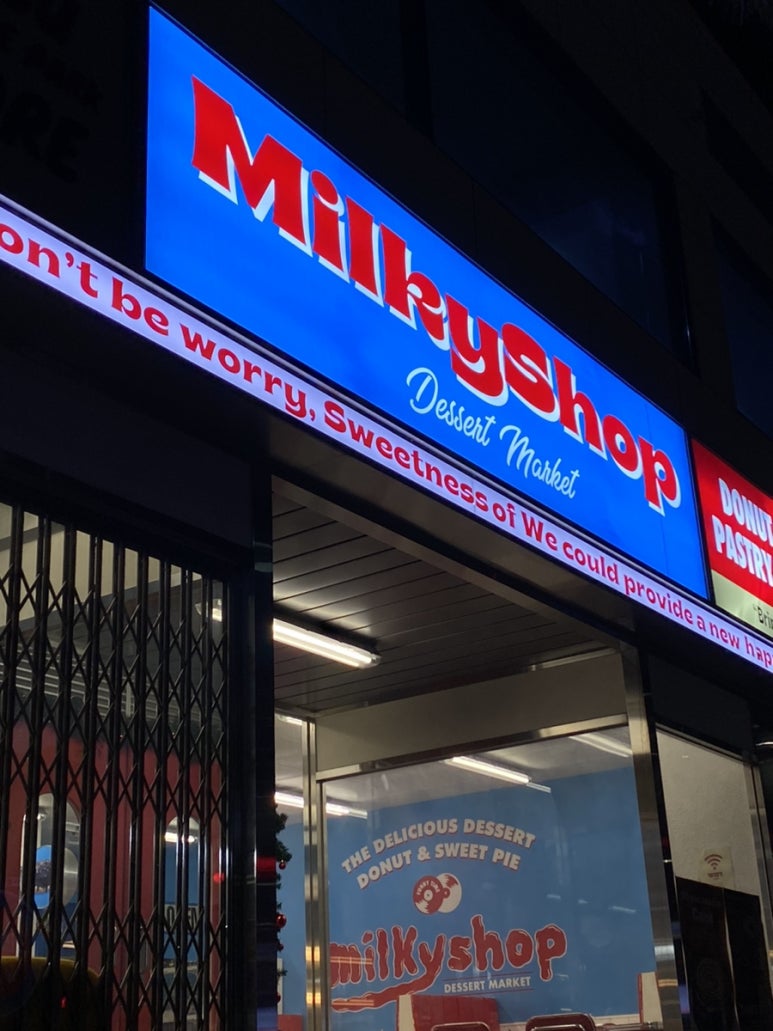 MilkyShop
Dessert Market
on't be worry, Sweetness of We could provide a new
DONUT
PASTRY
THE DELICIOUS DESSERT
DONUT & SWEET PIE
milkyshop
DESSERT MARKET